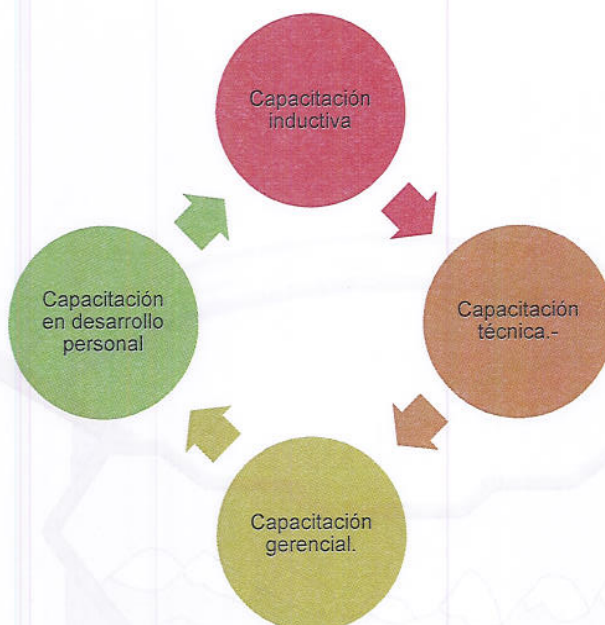 Capacitación
inductiva
Capacitación
técnica.-
Capacitación
gerencial.
Capacitación
en desarrollo
personal